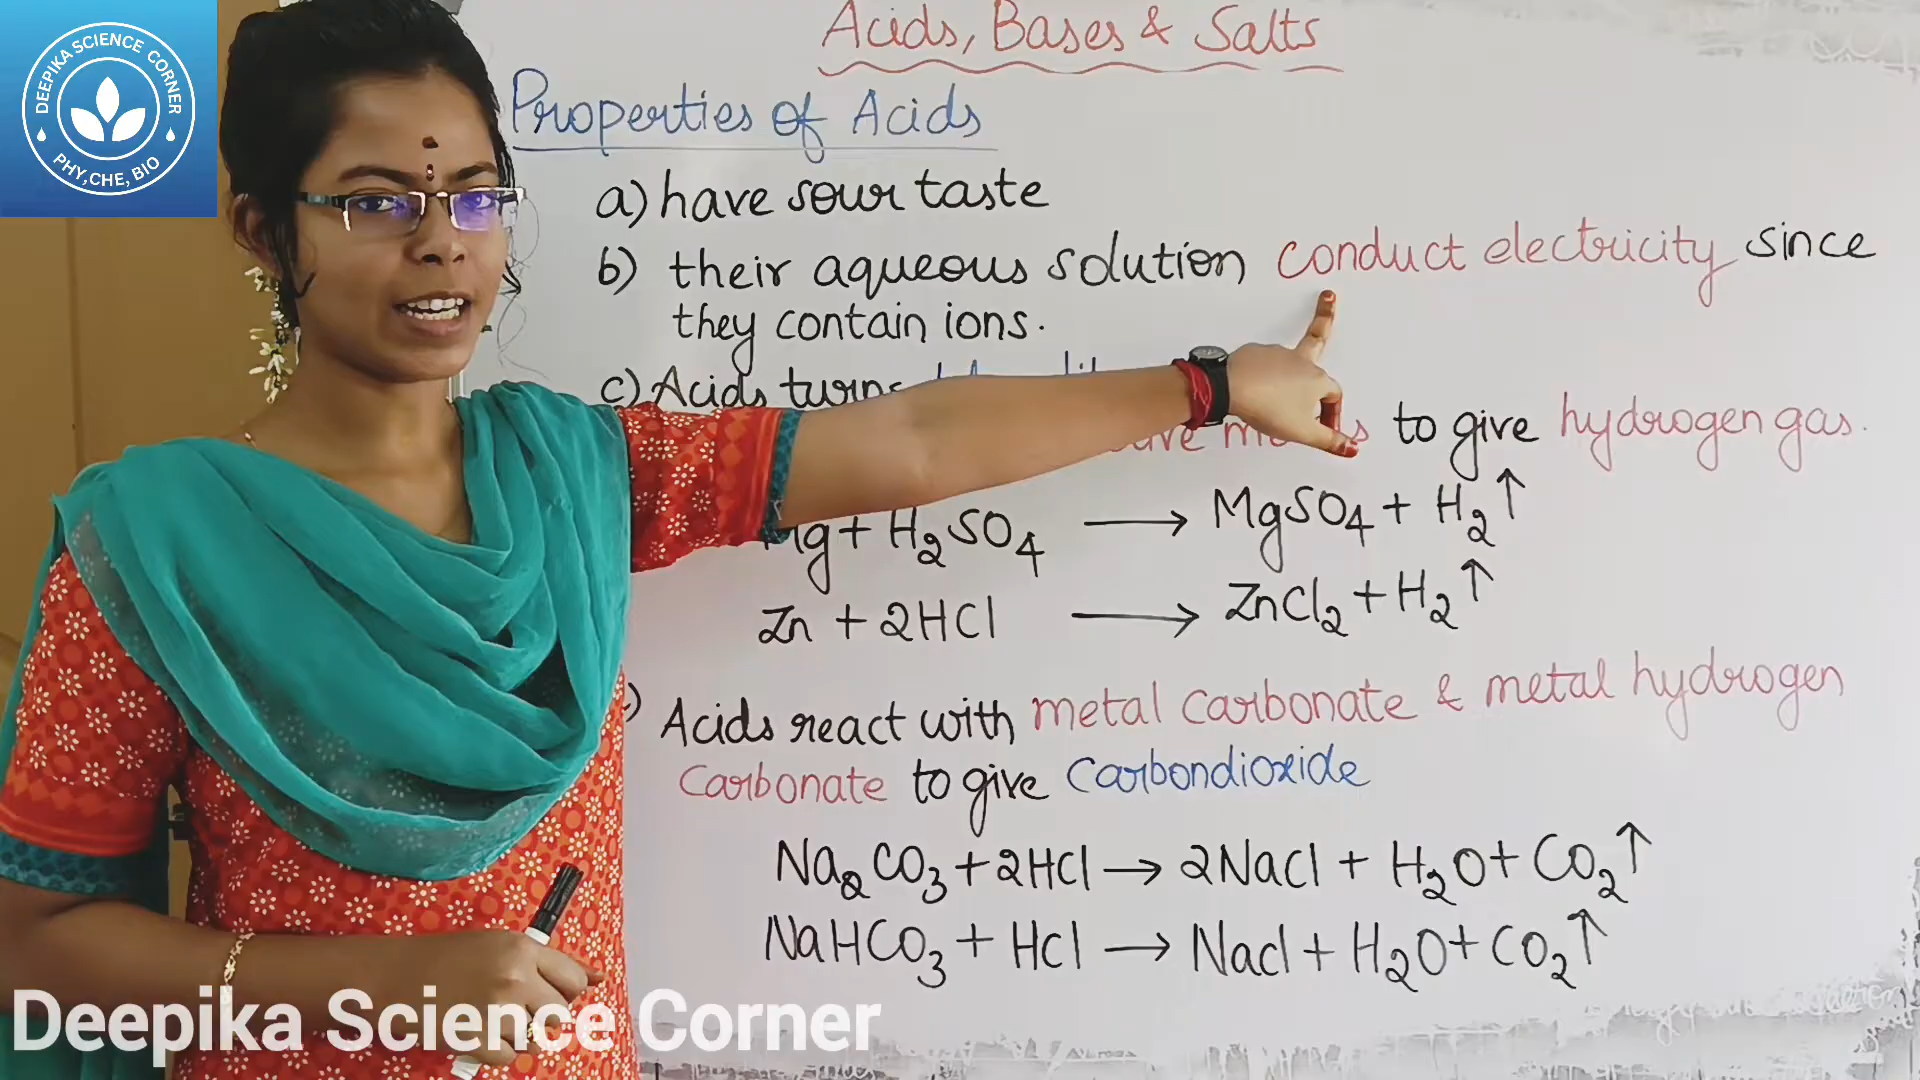 DEEPIKA SCIENCE CORNER
PHY,CHE, BIO
Acids, Bases & Salts
Properties of Acids
a) have sour taste
b) their aqueous solution conduct electricity since
they contain ions.
c) Acids turns
to give hydrogen gas.
Mg + H₂SO₄ → MgSO₄ + H₂↑
Zn + 2HCl → ZnCl₂ + H₂↑
Acids react with metal carbonate & metal hydrogen
carbonate to give Carbondioxide
Na₂CO₃ + 2HCl → 2NaCl + H₂O + CO₂↑
NaHCO₃ + HCl → NaCl + H₂O + CO₂↑
Deepika Science Corner